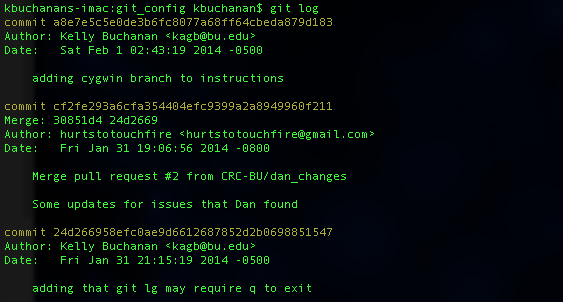 kbuchanans-imac:git_config kbuchanan$ git log
commit a8e7e5c5e0de3b6fc8077a68ff64cbeda879d183
Author: Kelly Buchanan <kagb@bu.edu>
Date:   Sat Feb 1 02:43:19 2014 -0500
adding cygwin branch to instructions
commit cf2fe293a6cfa354404efc9399a2a8949960f211
Merge: 30851d4 24d2669
Author: hurtstotouchfire <hurtstotouchfire@gmail.com>
Date:   Fri Jan 31 19:06:56 2014 -0800
Merge pull request #2 from CRC-BU/dan_changes
Some updates for issues that Dan found
commit 24d266958efc0ae9d6612687852d2b0698851547
Author: Kelly Buchanan <kagb@bu.edu>
Date:   Fri Jan 31 21:15:19 2014 -0500
adding that git lg may require q to exit